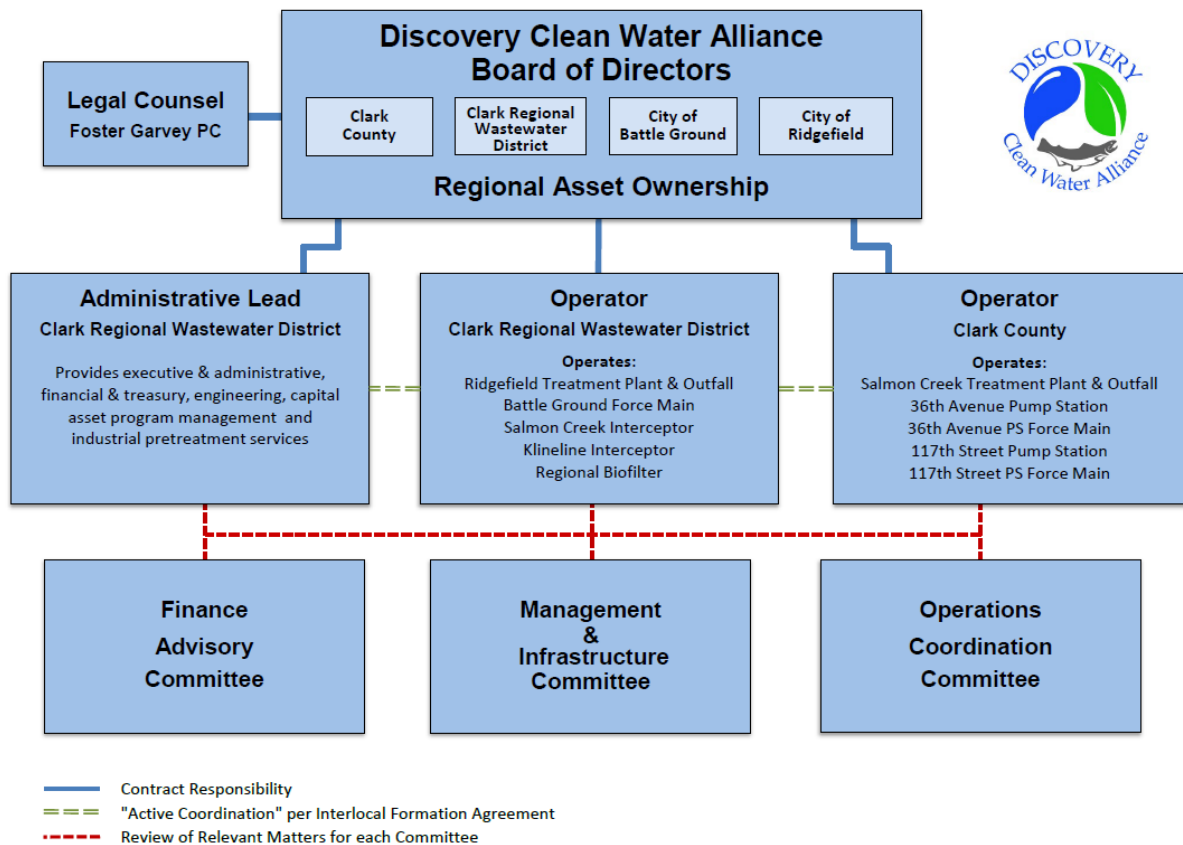 Discovery Clean Water Alliance
Board of Directors
Legal Counsel
Foster Garvey PC
Clark
County
Clark Regional
Wastewater
District
City of
Battle Ground
City of
Ridgefield
Regional Asset Ownership
DISCOVERY
Clean Water Alliance
Administrative Lead
Clark Regional Wastewater District
Provides executive & administrative,
financial & treasury, engineering, capital
asset program management and
industrial pretreatment services
Operator
Clark Regional Wastewater District
Operates:
Ridgefield Treatment Plant & Outfall
Battle Ground Force Main
Salmon Creek Interceptor
Klineline Interceptor
Regional Biofilter
Operator
Clark County
Operates:
Salmon Creek Treatment Plant & Outfall
36th Avenue Pump Station
36th Avenue PS Force Main
117th Street Pump Station
117th Street PS Force Main
Finance
Advisory
Committee
Management
&
Infrastructure
Committee
Operations
Coordination
Committee
Contract Responsibility
"Active Coordination" per Interlocal Formation Agreement
Review of Relevant Matters for each Committee